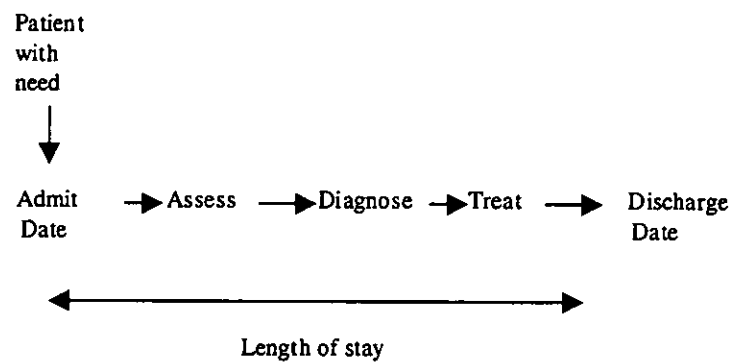 Patient
with
need
Admit Assess Diagnose Treat Discharge
Date Date
Length of stay